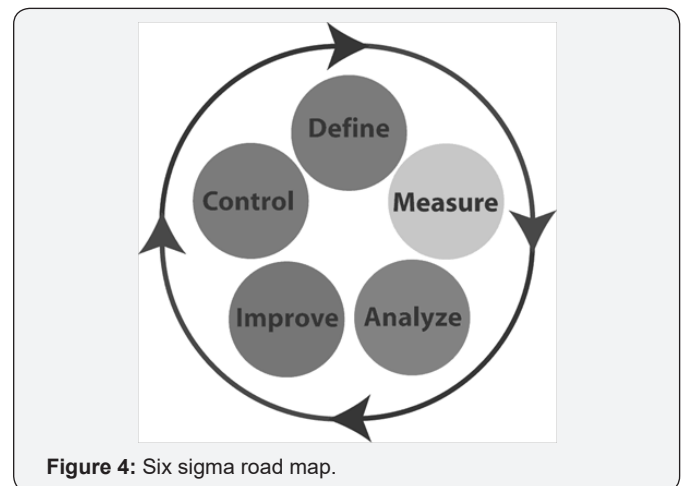 Define
Measure
Analyze
Improve
Control
Figure 4: Six sigma road map.